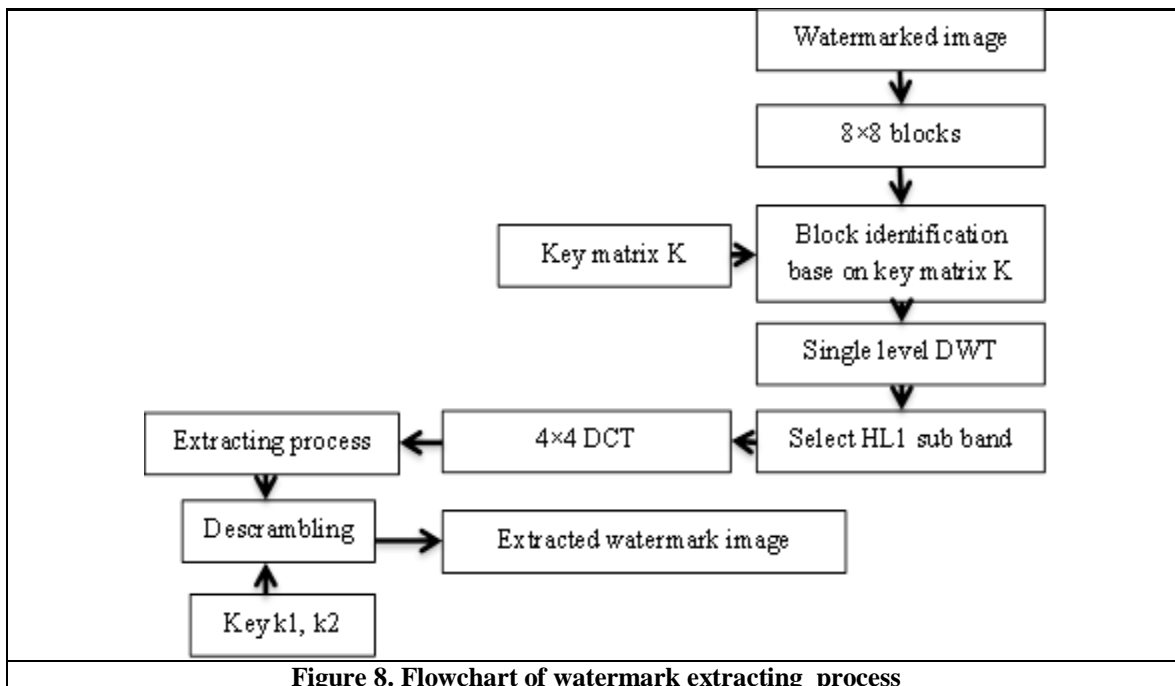 Watermarked image
8×8 blocks
Key matrix K
Block identification
base on key matrix K
Single level DWT
Select HL1 sub band
4×4 DCT
Extracting process
Descrambling
Extracted watermark image
Key k1, k2
Figure 8. Flowchart of watermark extracting process